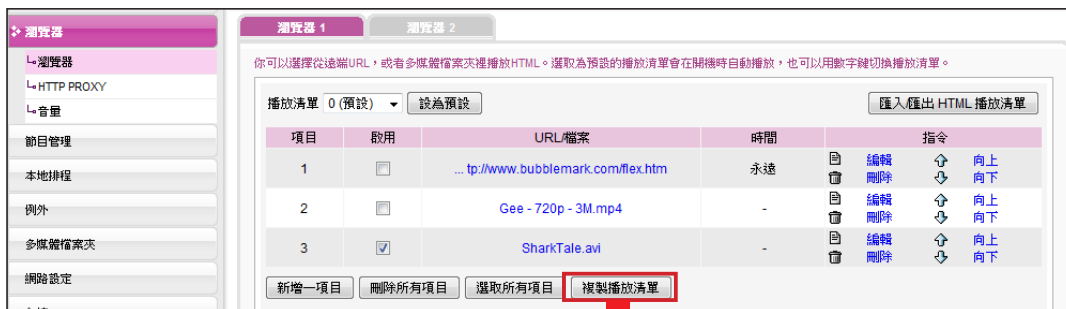 瀏覽器
瀏覽器
HTTP PROXY
音量
節目管理
本地排程
例外
多媒體檔案夾
網路設定
瀏覽器 1
瀏覽器 2
你可以選擇從遠端URL，或者多媒體檔案夾裡播放HTML。選取為預設的播放清單會在開機時自動播放，也可以用數字鍵切換播放清單。
播放清單 0 (預設) 設為預設 匯入/匯出 HTML 播放清單
項目 啟用 URL/檔案 時間 指令
1 ... tp://www.bubblemark.com/flex.htm 永遠 編輯 向上
刪除 向下
2 Gee - 720p - 3M.mp4 - 編輯 向上
刪除 向下
3 SharkTale.avi - 編輯 向上
刪除 向下
新增一項目 刪除所有項目 選取所有項目 複製播放清單